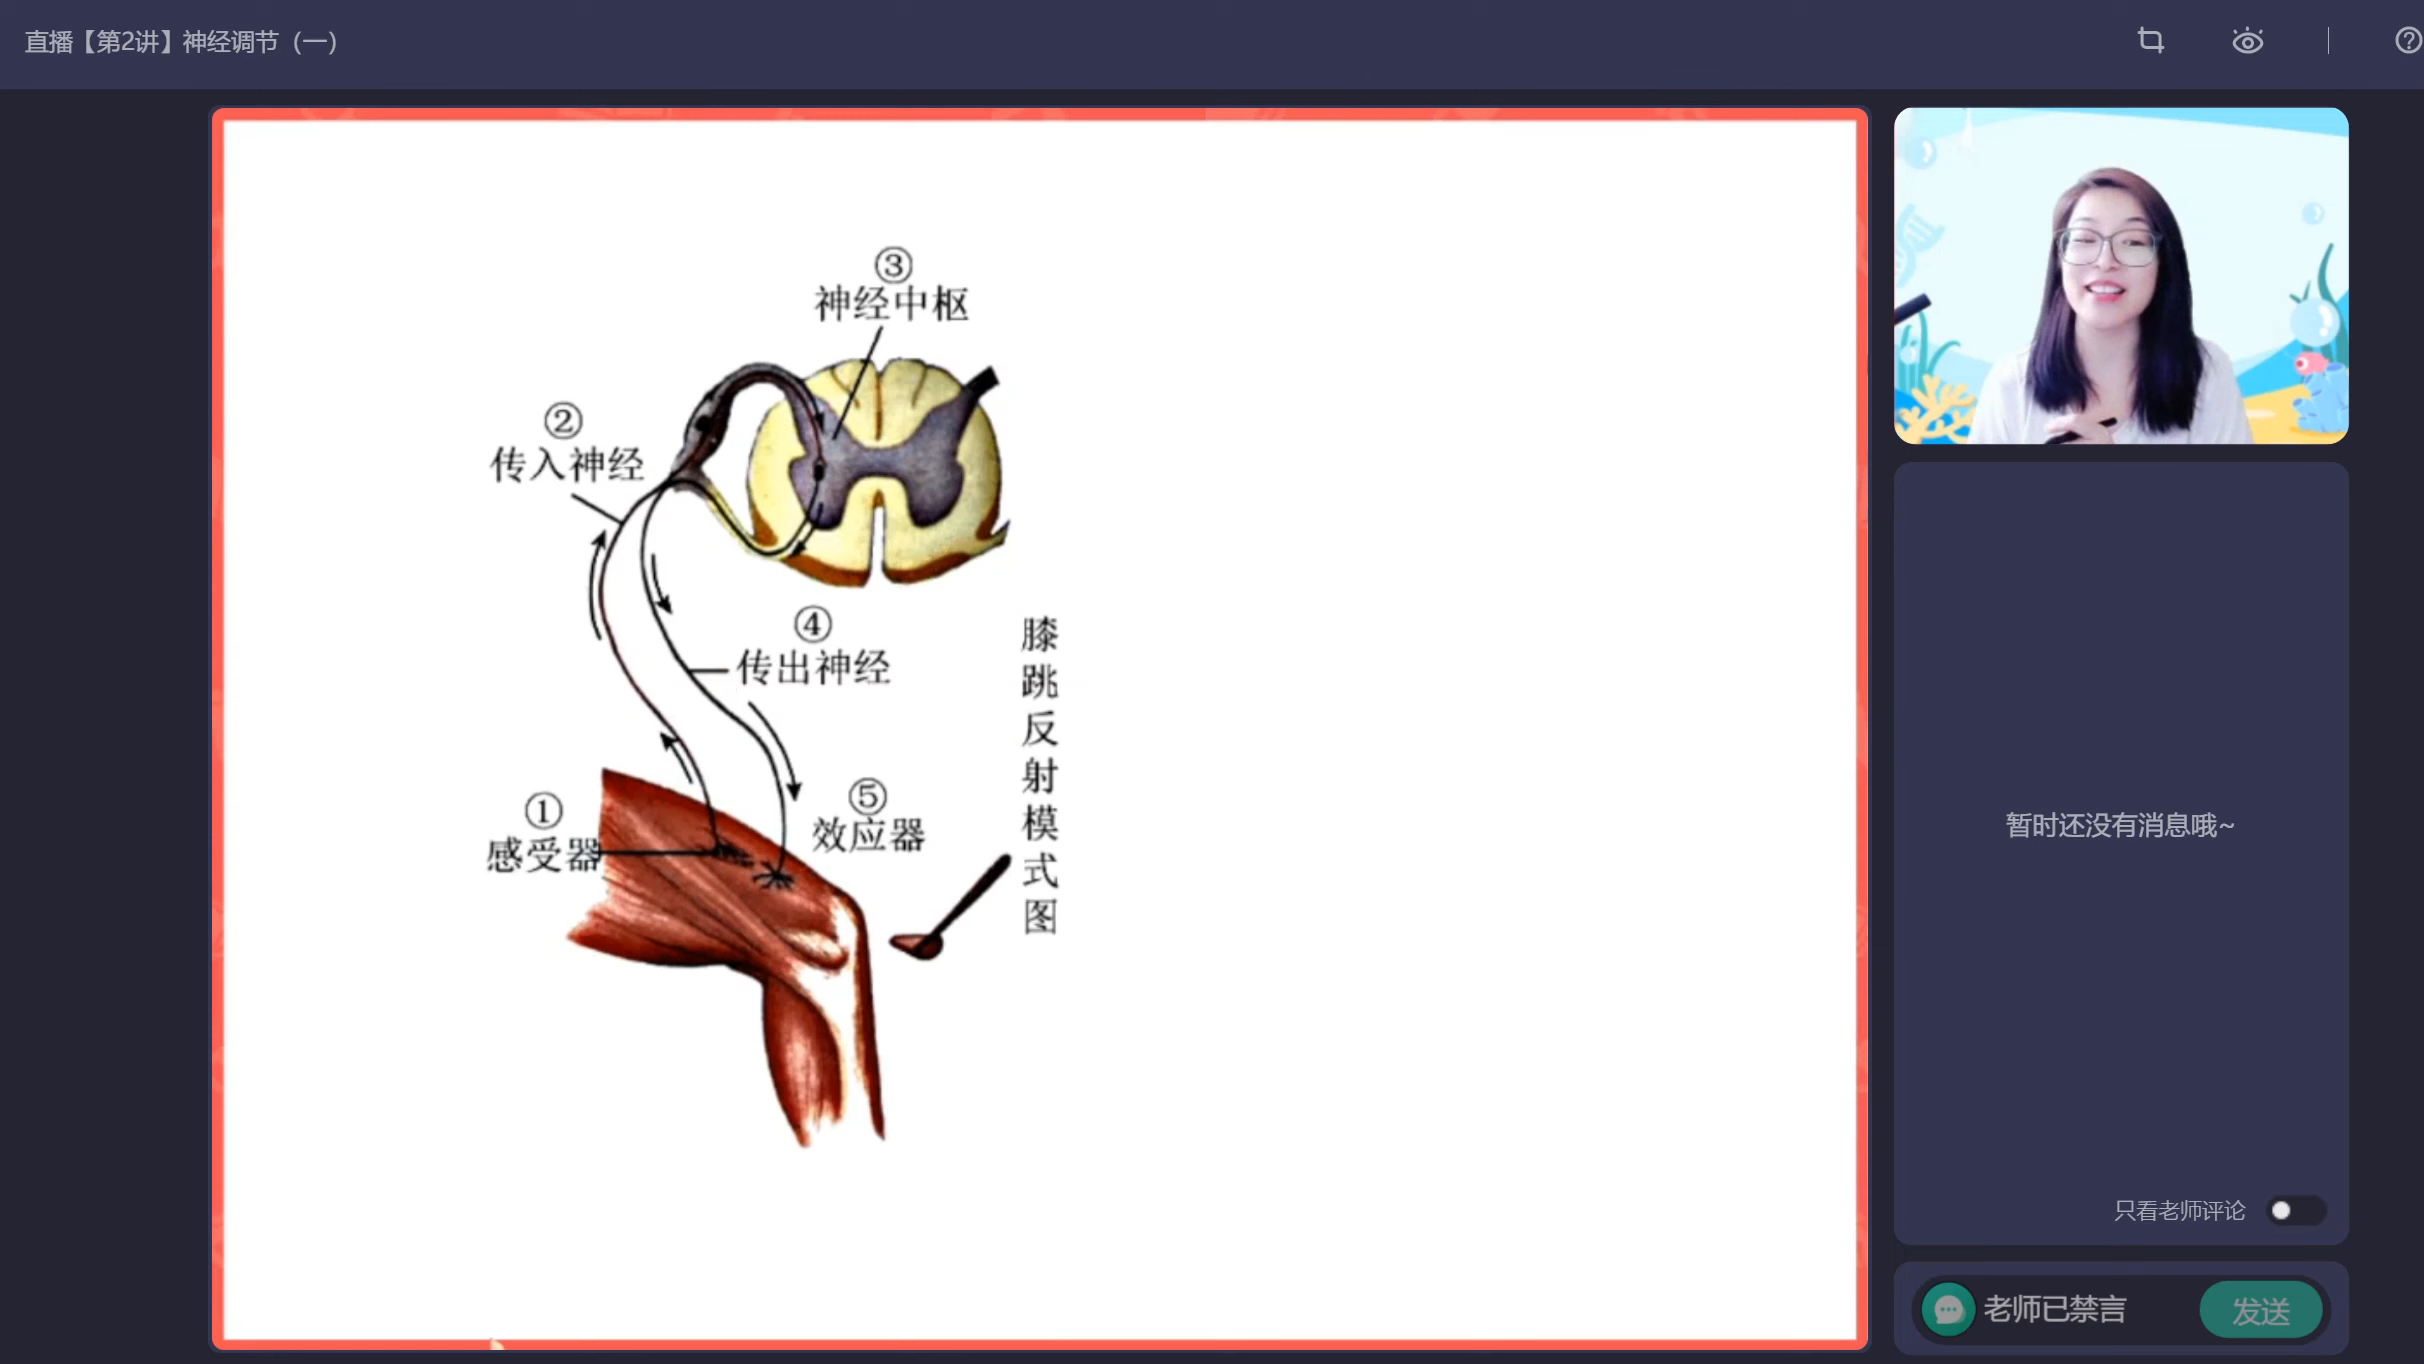 直播【第2讲】神经调节（一）
③
神经中枢
②
传入神经
④
传出神经
①
感受器
⑤
效应器
膝跳反射模式图
暂时还没有消息哦~
只看老师评论
老师已禁言
发送